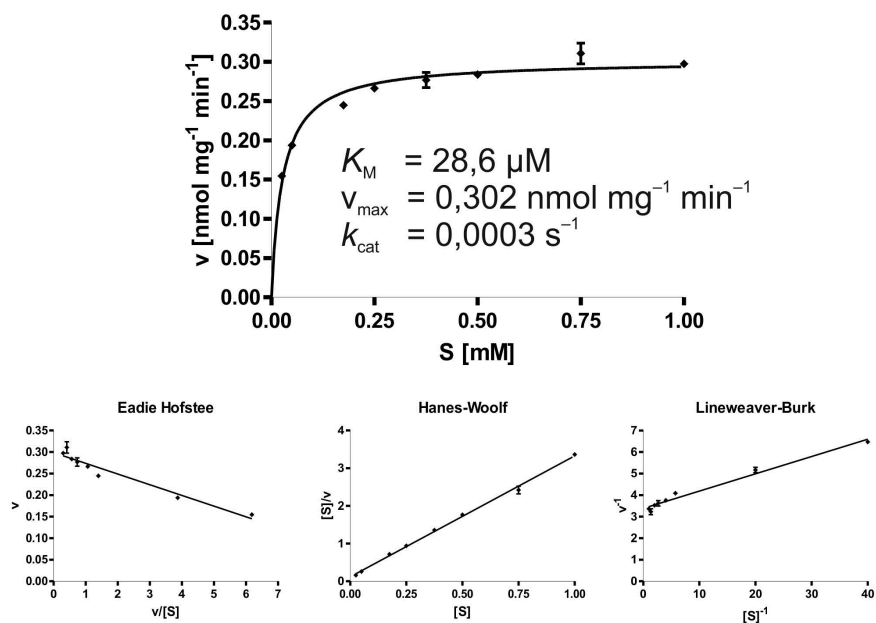 0.35
0.30
0.25
0.20
0.15
0.10
0.05
0.00
v [nmol mg⁻¹ min⁻¹]
K_M = 28,6 µM
v_max = 0,302 nmol mg⁻¹ min⁻¹
k_cat = 0,0003 s⁻¹
0.00 0.25 0.50 0.75 1.00
S [mM]
Eadie Hofstee
0.35
0.30
0.25
0.20
0.15
0.10
0.05
0.00
v
0 1 2 3 4 5 6 7
v/[S]
Hanes-Woolf
4
3
2
1
0
[S]/v
0.00 0.25 0.50 0.75 1.00
[S]
Lineweaver-Burk
7
6
5
4
3
2
1
0
v⁻¹
0 10 20 30 40
[S]⁻¹